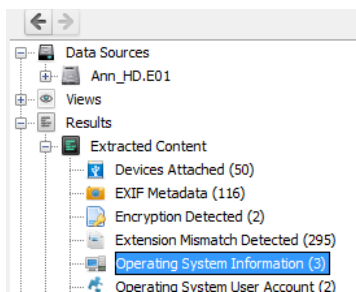 Data Sources
Ann_HD.E01
Views
Results
Extracted Content
Devices Attached (50)
EXIF Metadata (116)
Encryption Detected (2)
Extension Mismatch Detected (295)
Operating System Information (3)
Operating System User Account (2)